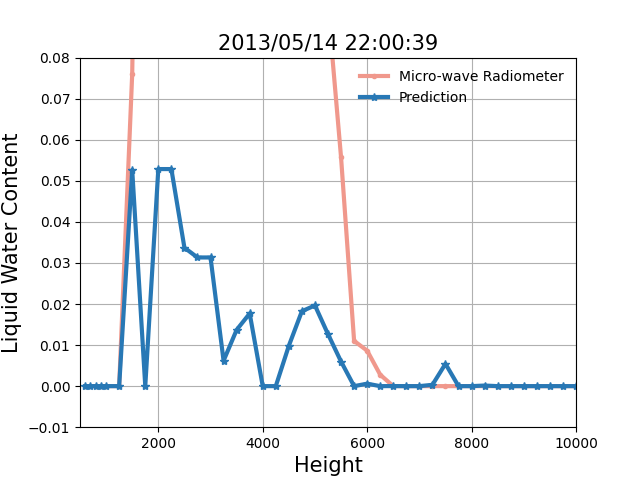 2013/05/14 22:00:39
Micro-wave Radiometer
Prediction
Liquid Water Content
0.08
0.07
0.06
0.05
0.04
0.03
0.02
0.01
0.00
−0.01
2000 4000 6000 8000 10000
Height